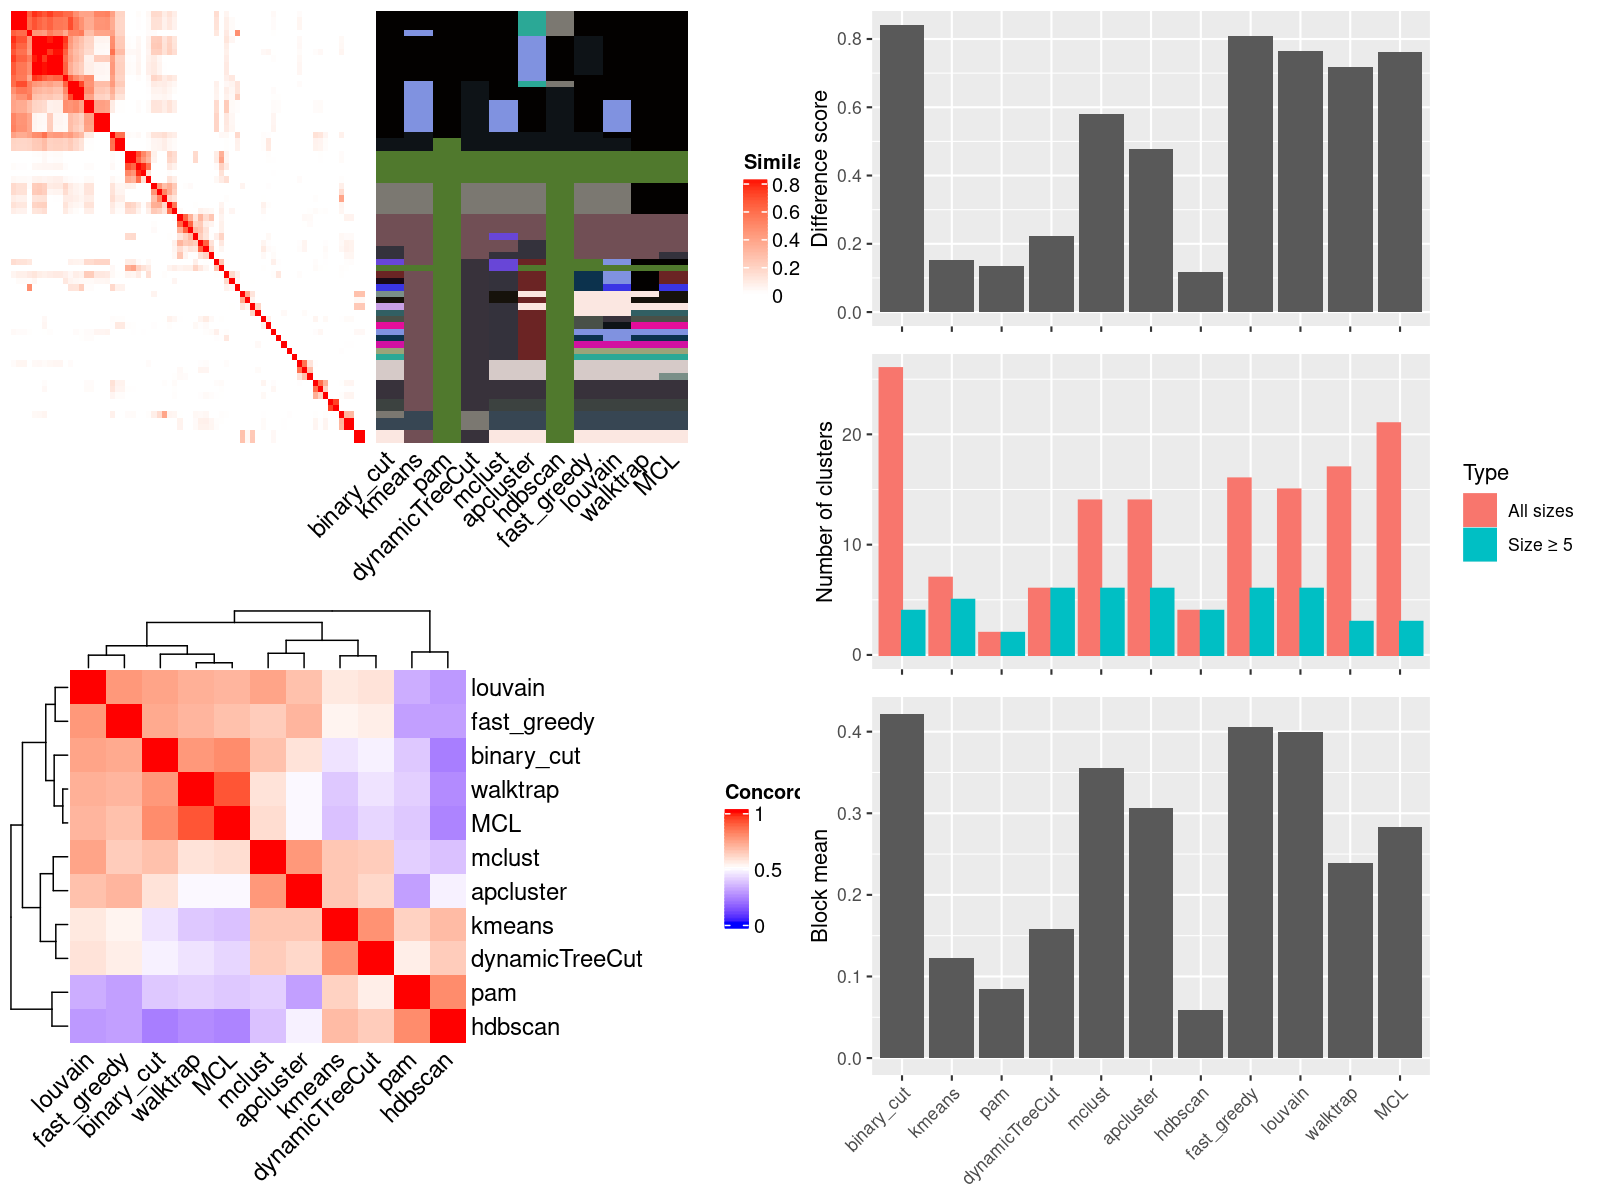 Simila
0.8
0.6
0.4
0.2
0
binary_cut
kmeans
pam
dynamicTreeCut
mclust
apcluster
hdbscan
fast_greedy
louvain
walktrap
MCL
louvain
fast_greedy
binary_cut
walktrap
MCL
mclust
apcluster
kmeans
dynamicTreeCut
pam
hdbscan
louvain
fast_greedy
binary_cut
walktrap
MCL
mclust
apcluster
kmeans
dynamicTreeCut
pam
hdbscan
Concord
1
0.5
0
Difference score
0.8
0.6
0.4
0.2
0.0
Number of clusters
20
10
0
Type
All sizes
Size ≥ 5
Block mean
0.4
0.3
0.2
0.1
0.0
binary_cut
kmeans
pam
dynamicTreeCut
mclust
apcluster
hdbscan
fast_greedy
louvain
walktrap
MCL